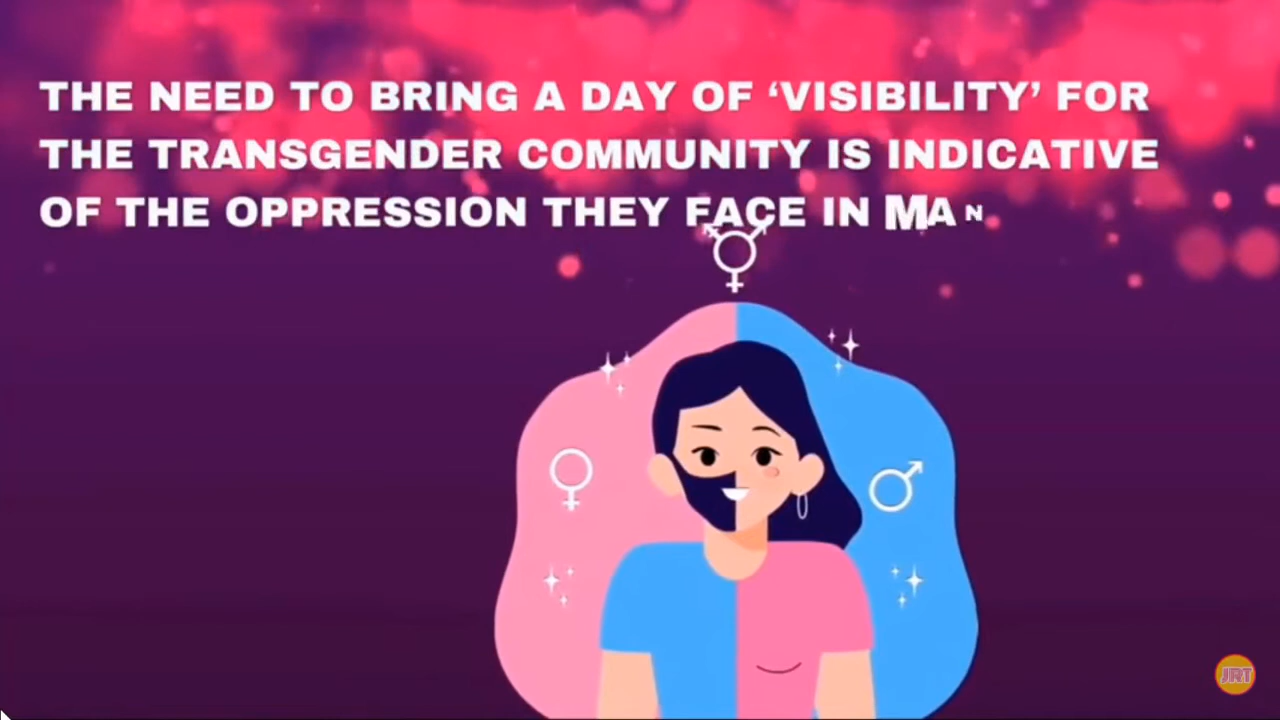 THE NEED TO BRING A DAY OF ‘VISIBILITY’ FOR
THE TRANSGENDER COMMUNITY IS INDICATIVE
OF THE OPPRESSION THEY FACE IN MAN
JRT